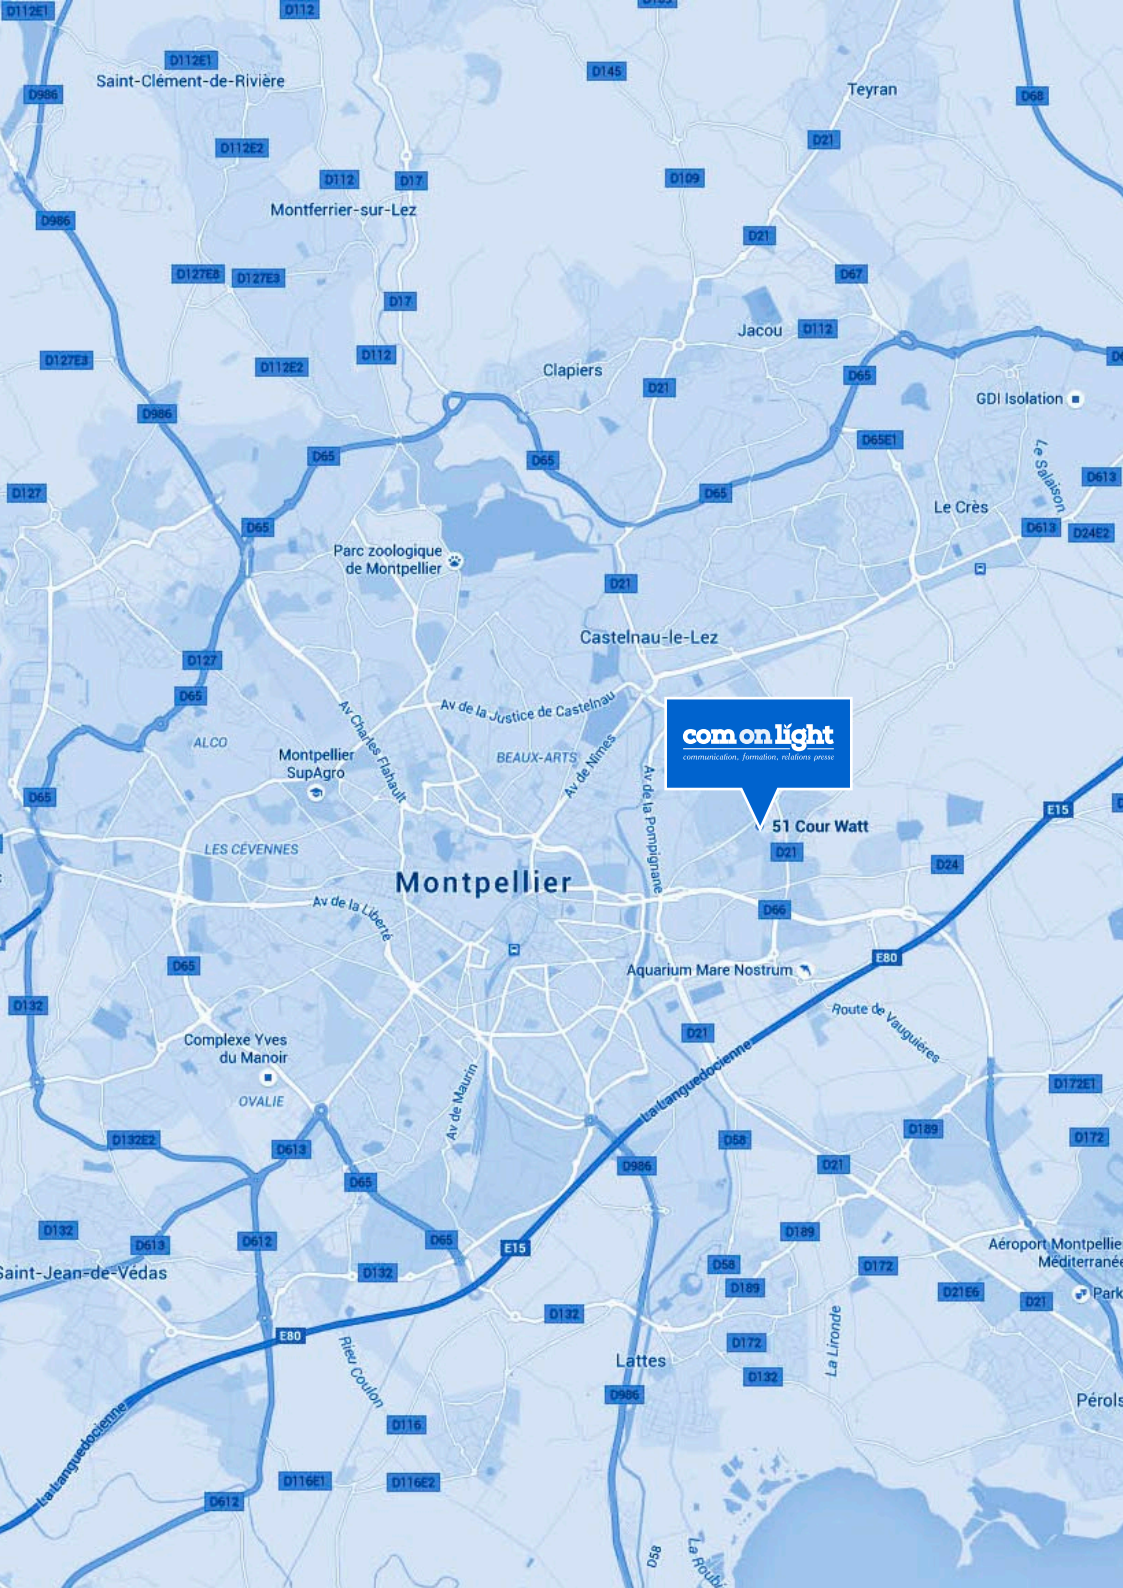 D112E1
D112
D112E1
Saint-Clément-de-Rivière
D986
D145
Teyran
D68
D21
D112E2
D112
D17
D109
Montferrier-sur-Lez
D986
D21
D127E8
D127E3
D67
D17
Jacou
D112
D127E3
D112
D112E2
Clapiers
D21
D65
GDI Isolation
D986
D65E1
D65
D65
Le Salaison
D613
D127
D65
Le Crès
D65
D613
D24E2
Parc zoologique
de Montpellier
D21
Castelnau-le-Lez
D127
D65
Av de la Justice de Castelnau
Av Charles Flahault
ALCO
Montpellier
SupAgro
BEAUX-ARTS
Av de Nîmes
com on light
communication, formation, relations presse
Av de la Pompignane
D65
E15
51 Cour Watt
D21
LES CÉVENNES
D24
Montpellier
Av de la Liberté
D66
D65
E80
Aquarium Mare Nostrum
D132
Route de Vauguières
D21
Complexe Yves
du Manoir
La Languedocienne
Av de Maurin
OVALIE
D172E1
D132E2
D613
D58
D189
D172
D986
D21
D65
D132
D613
D612
D65
E15
D189
Aéroport Montpellie
Méditerranée
Saint-Jean-de-Védas
D132
D58
D189
D172
D21E6
D21
Park
D132
E80
Rieu Coulon
La Lironde
D172
Lattes
D132
D986
Pérols
La Languedocienne
D116
D116E1
D116E2
D612
D58
La Roubi